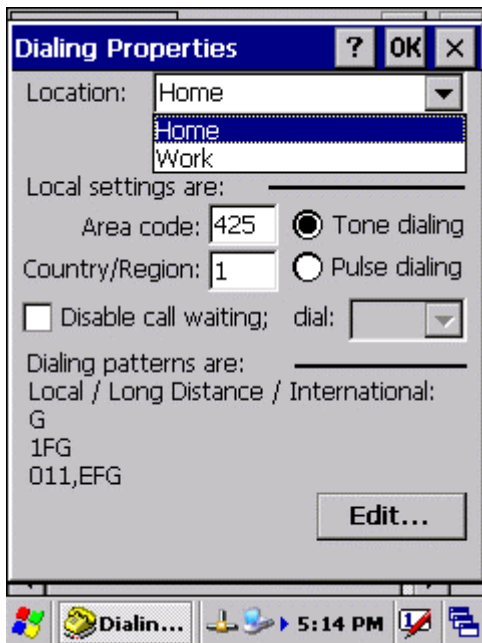 Dialing Properties ? OK ×
Location: Home
Home
Work
Local settings are:
Area code: 425 Tone dialing
Country/Region: 1 Pulse dialing
Disable call waiting; dial:
Dialing patterns are:
Local / Long Distance / International:
G
1FG
011,EFG
Edit...
Dialin... 5:14 PM